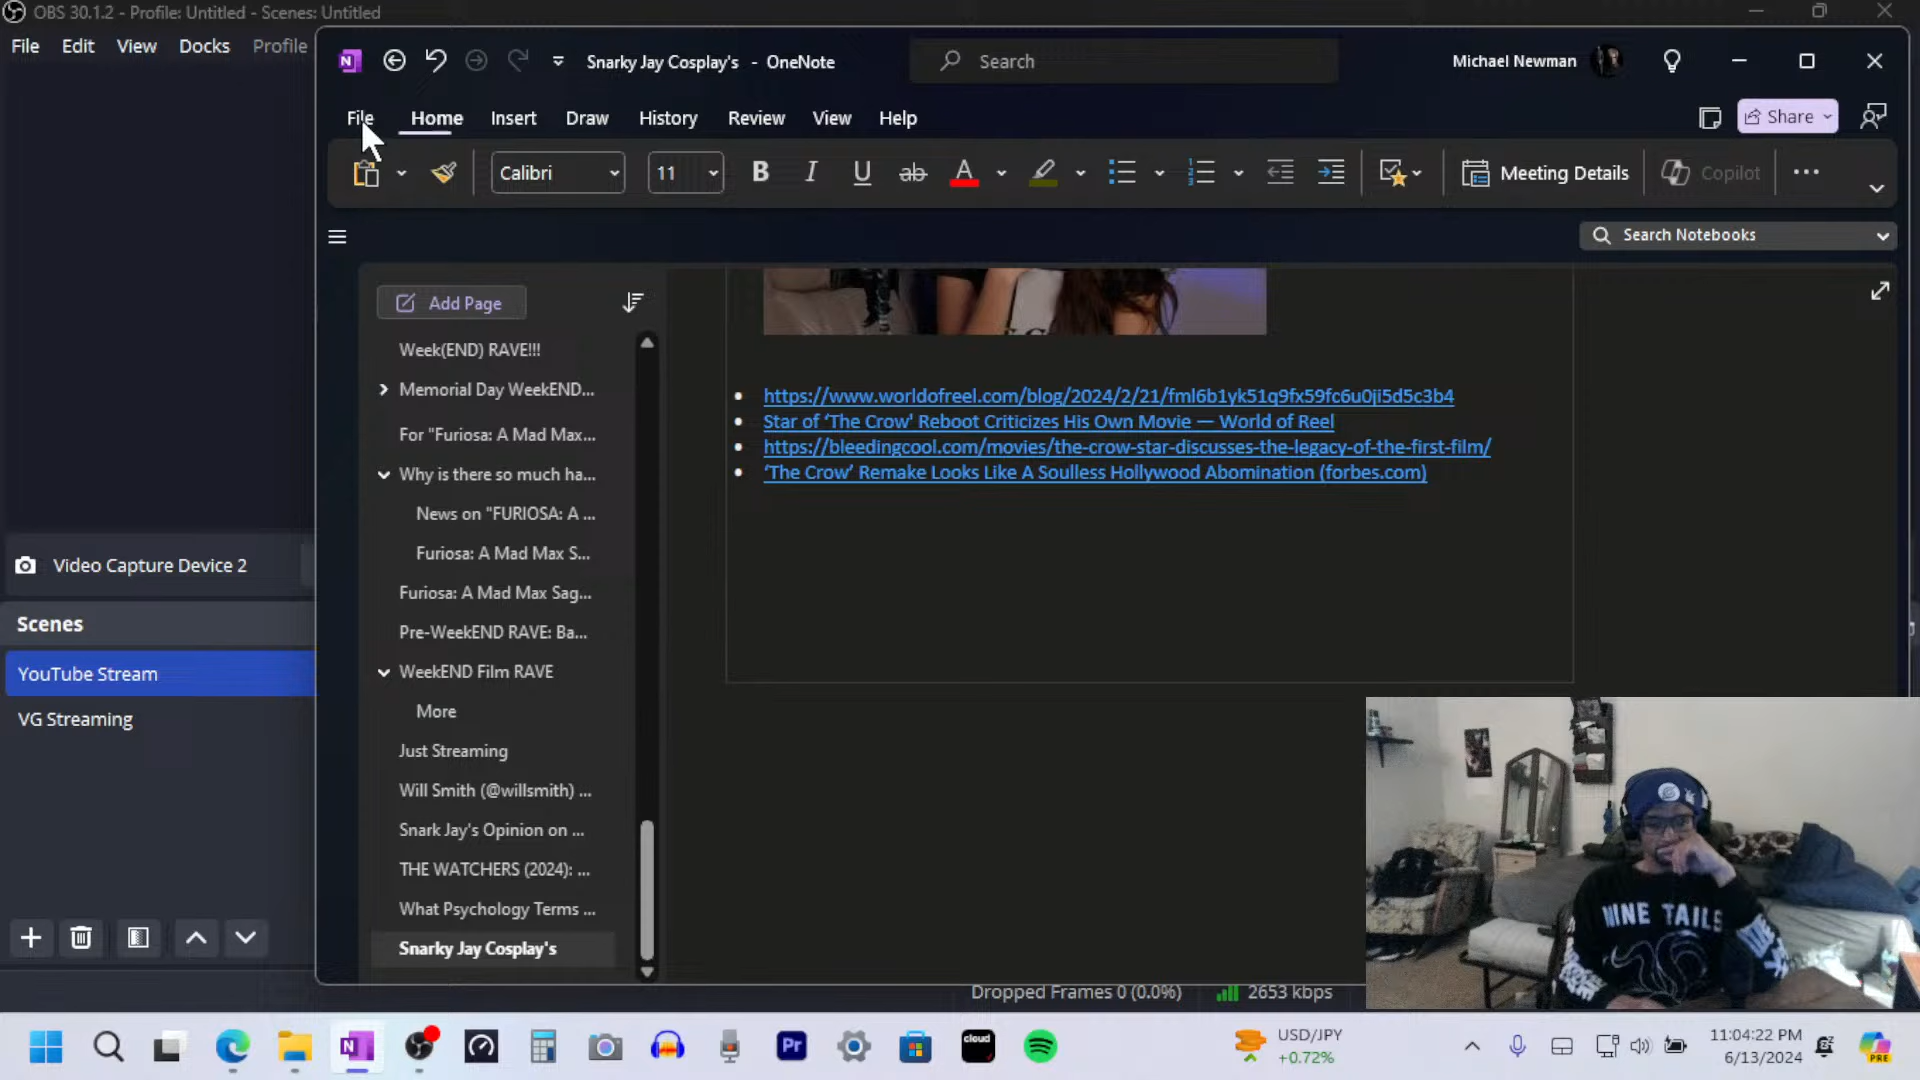 OBS 30.1.2 - Profile: Untitled - Scenes: Untitled
File Edit View Docks Profile
Snarky Jay Cosplay's - OneNote
Search
Michael Newman
File Home Insert Draw History Review View Help
Share
Calibri
11
Meeting Details
Copilot
Search Notebooks
Add Page
Week(END) RAVE!!!
Memorial Day WeekEND...
For "Furiosa: A Mad Max...
Why is there so much ha...
News on "FURIOSA: A ...
Furiosa: A Mad Max S...
Furiosa: A Mad Max Sag...
Pre-WeekEND RAVE: Ba...
WeekEND Film RAVE
More
Just Streaming
Will Smith (@willsmith) ...
Snark Jay's Opinion on ...
THE WATCHERS (2024): ...
What Psychology Terms ...
Snarky Jay Cosplay's
https://www.worldofreel.com/blog/2024/2/21/fml6b1yk51q9fx59fc6u0ji5d5c3b4
Star of ‘The Crow' Reboot Criticizes His Own Movie — World of Reel
https://bleedingcool.com/movies/the-crow-star-discusses-the-legacy-of-the-first-film/
‘The Crow’ Remake Looks Like A Soulless Hollywood Abomination (forbes.com)
Video Capture Device 2
Scenes
YouTube Stream
VG Streaming
NINE TAILS
Dropped Frames 0 (0.0%)
2653 kbps
Pr
cloud
USD/JPY
+0.72%
11:04:22 PM
6/13/2024
PRE